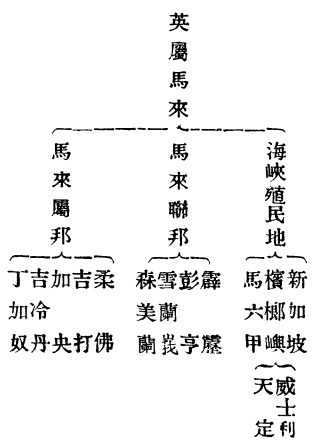 英屬馬來
海峽殖民地
馬來聯邦
馬來屬邦
新加坡
檳榔嶼
馬六甲
霹靂
彭亨
雪蘭莪
森美蘭
柔佛
吉打
加央
吉冷丹
丁加奴
威士利
天定